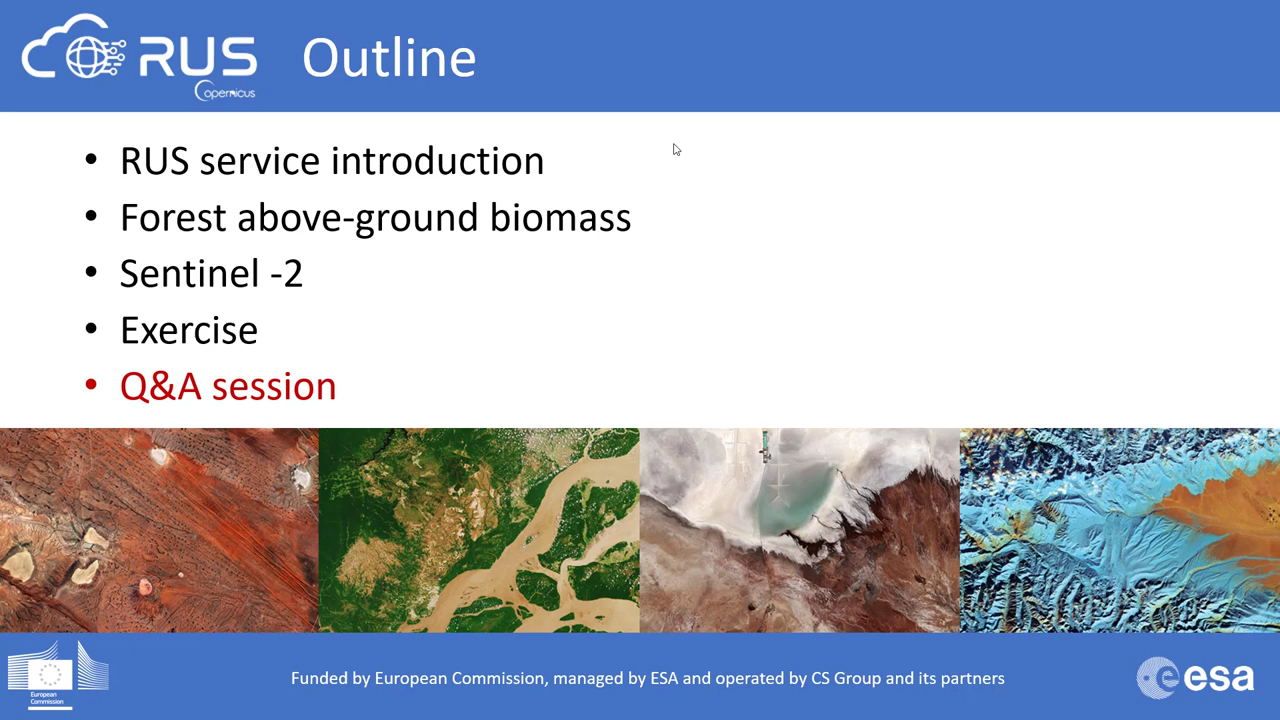 RUS
Copernicus
Outline
• RUS service introduction
• Forest above-ground biomass
• Sentinel -2
• Exercise
• Q&A session
European
Commission
Funded by European Commission, managed by ESA and operated by CS Group and its partners
esa